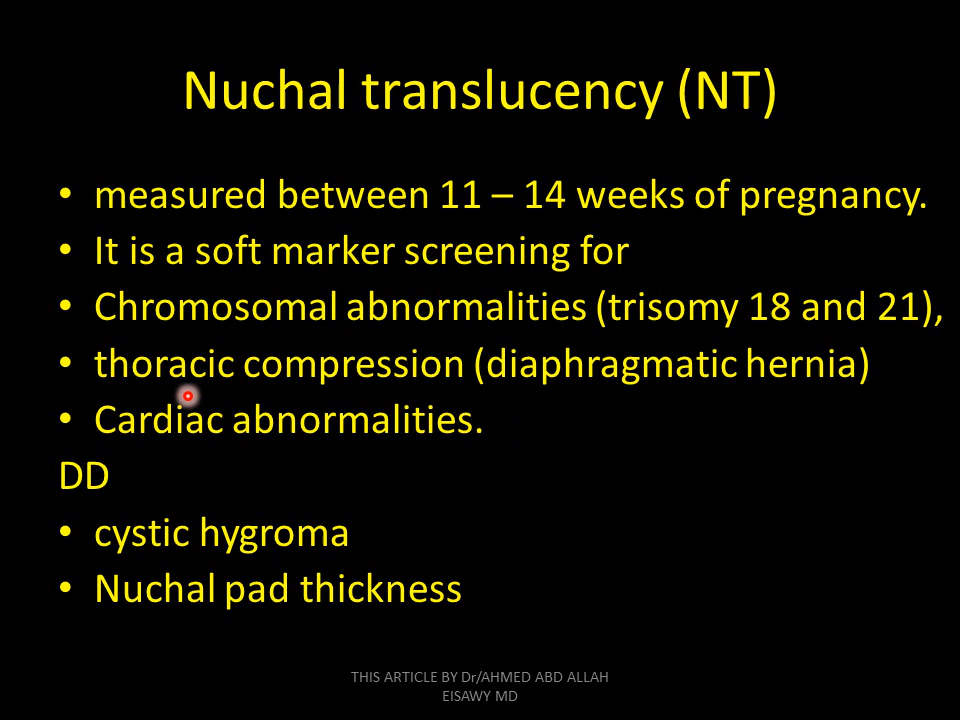 Nuchal translucency (NT)
• measured between 11 – 14 weeks of pregnancy.
• It is a soft marker screening for
• Chromosomal abnormalities (trisomy 18 and 21),
• thoracic compression (diaphragmatic hernia)
• Cardiac abnormalities.
DD
• cystic hygroma
• Nuchal pad thickness
THIS ARTICLE BY Dr/AHMED ABD ALLAH
EISAWY MD